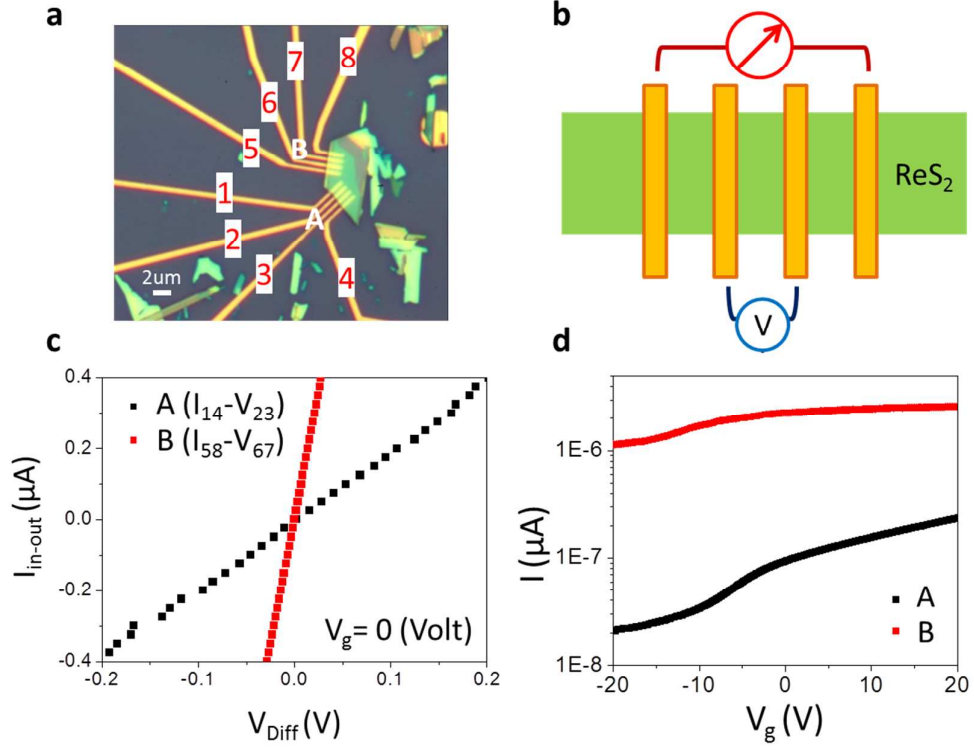 a
7
8
6
B
5
1
A
2
3
4
2um
b
ReS2
V
c
0.4
A (I14-V23)
B (I58-V67)
0.2
Iin-out (µA)
0.0
-0.2
Vg= 0 (Volt)
-0.4
-0.2 -0.1 0.0 0.1 0.2
VDiff (V)
d
1E-6
I (µA)
1E-7
A
B
1E-8
-20 -10 0 10 20
Vg (V)